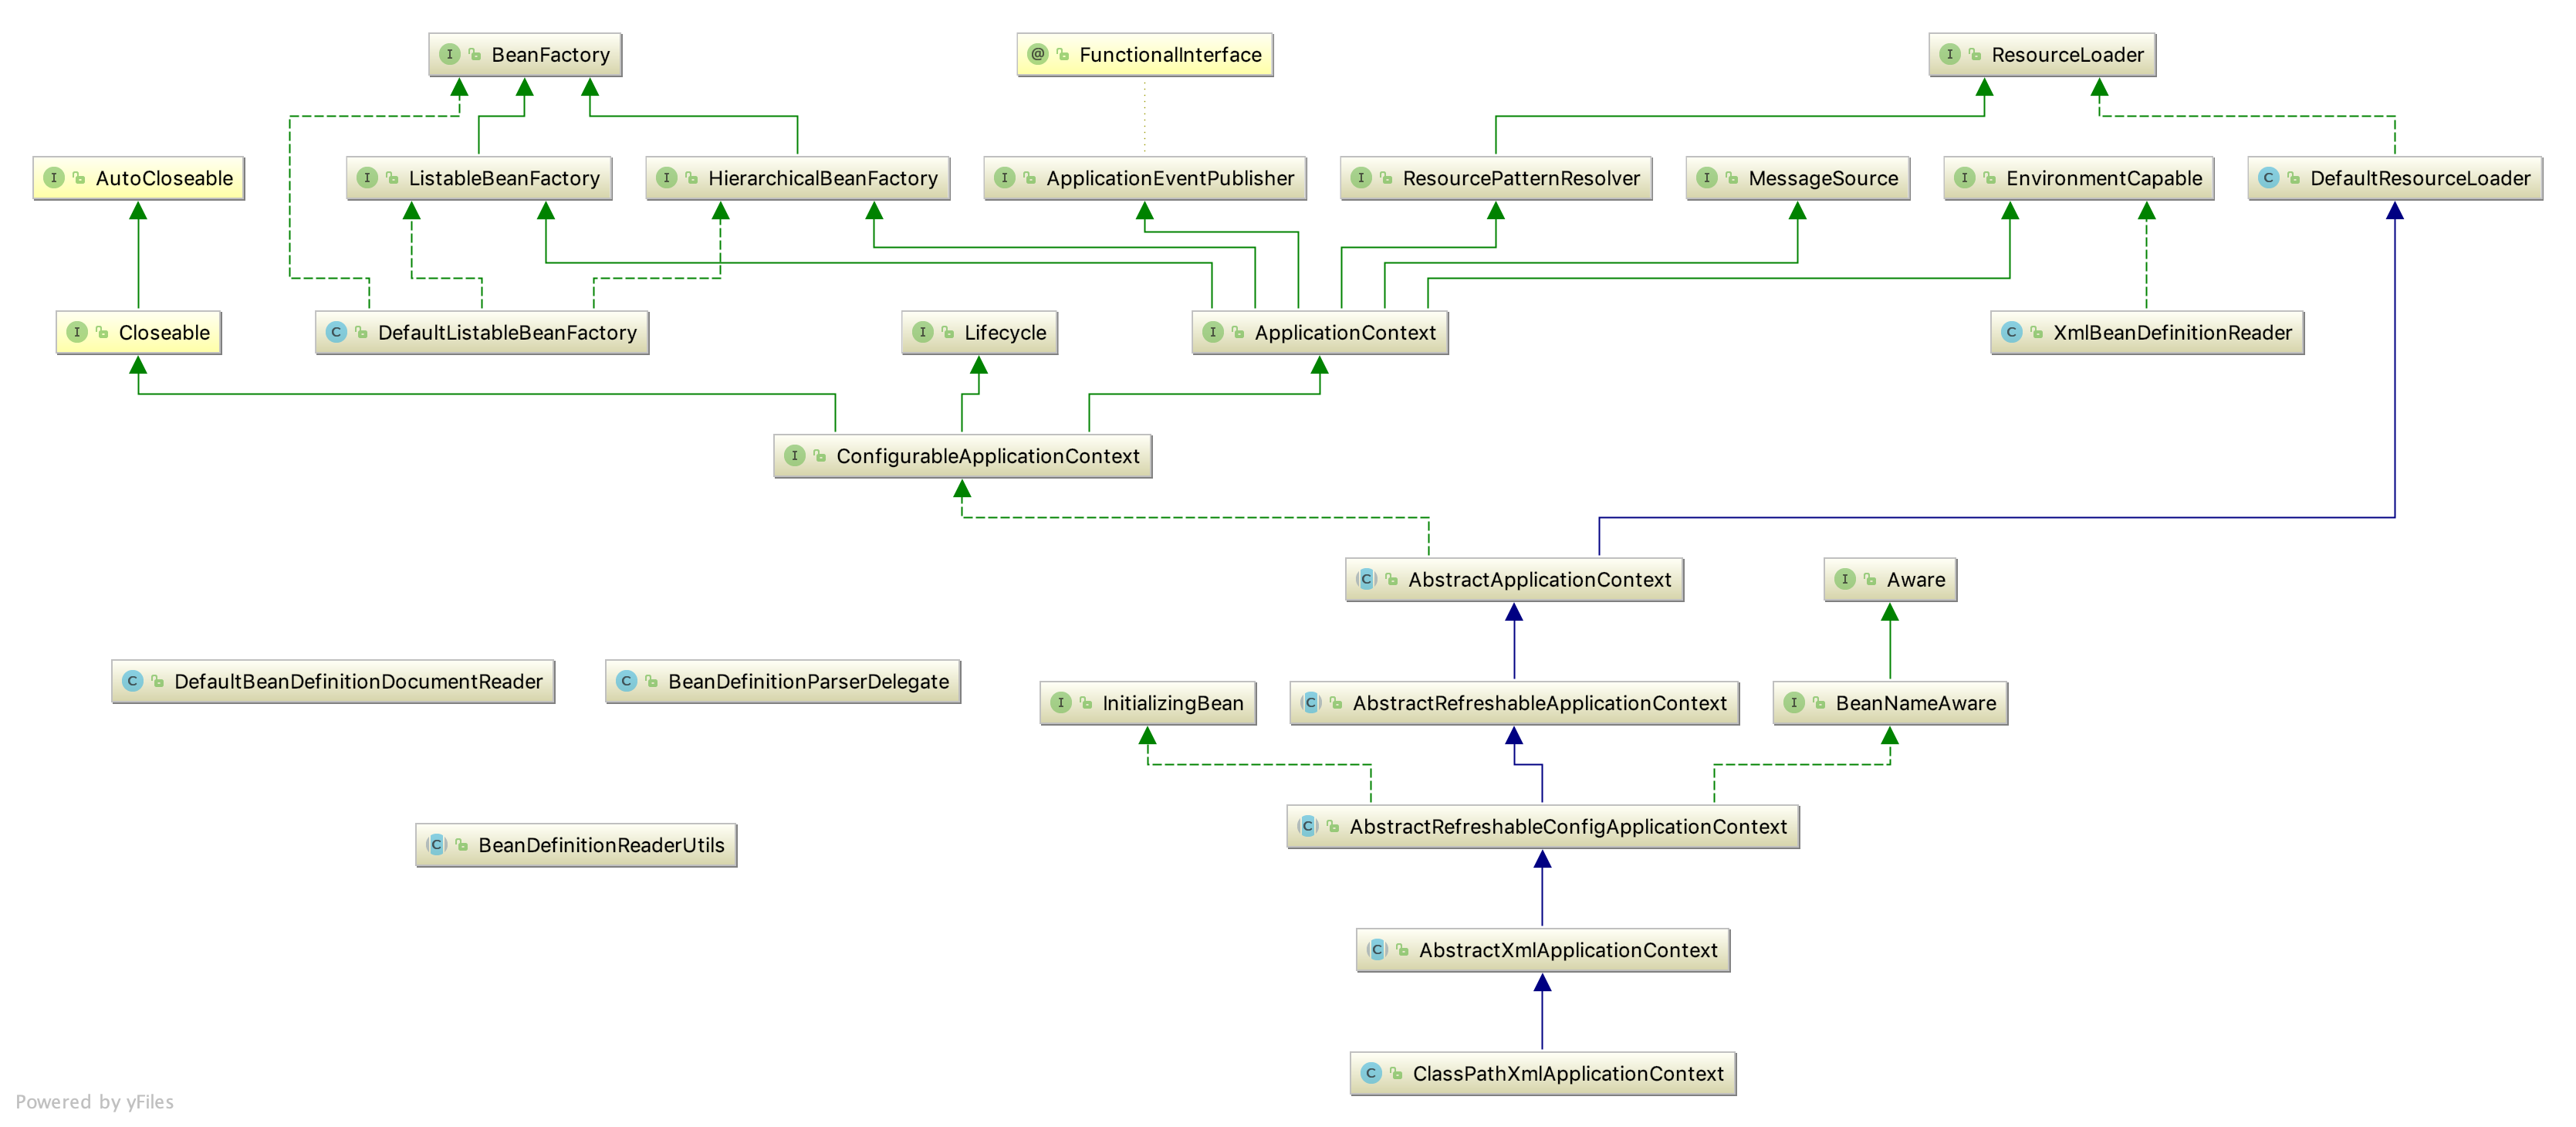 BeanFactory
FunctionalInterface
ResourceLoader
AutoCloseable
ListableBeanFactory
HierarchicalBeanFactory
ApplicationEventPublisher
ResourcePatternResolver
MessageSource
EnvironmentCapable
DefaultResourceLoader
Closeable
DefaultListableBeanFactory
Lifecycle
ApplicationContext
XmlBeanDefinitionReader
ConfigurableApplicationContext
AbstractApplicationContext
Aware
DefaultBeanDefinitionDocumentReader
BeanDefinitionParserDelegate
InitializingBean
AbstractRefreshableApplicationContext
BeanNameAware
AbstractRefreshableConfigApplicationContext
BeanDefinitionReaderUtils
AbstractXmlApplicationContext
ClassPathXmlApplicationContext
Powered by yFiles